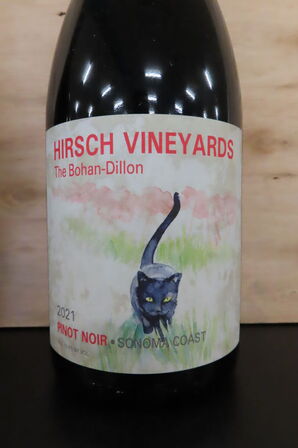 HIRSCH VINEYARDS
The Bohan-Dillon
2021
PINOT NOIR • SONOMA COAST